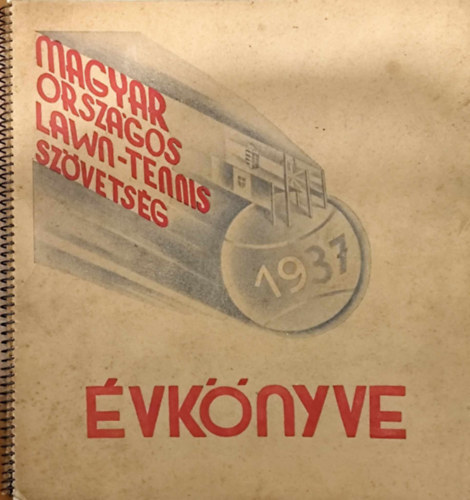 MAGYAR
ORSZÁGOS
LAWN-TENNIS
SZÖVETSÉG
1937
ÉVKÖNYVE